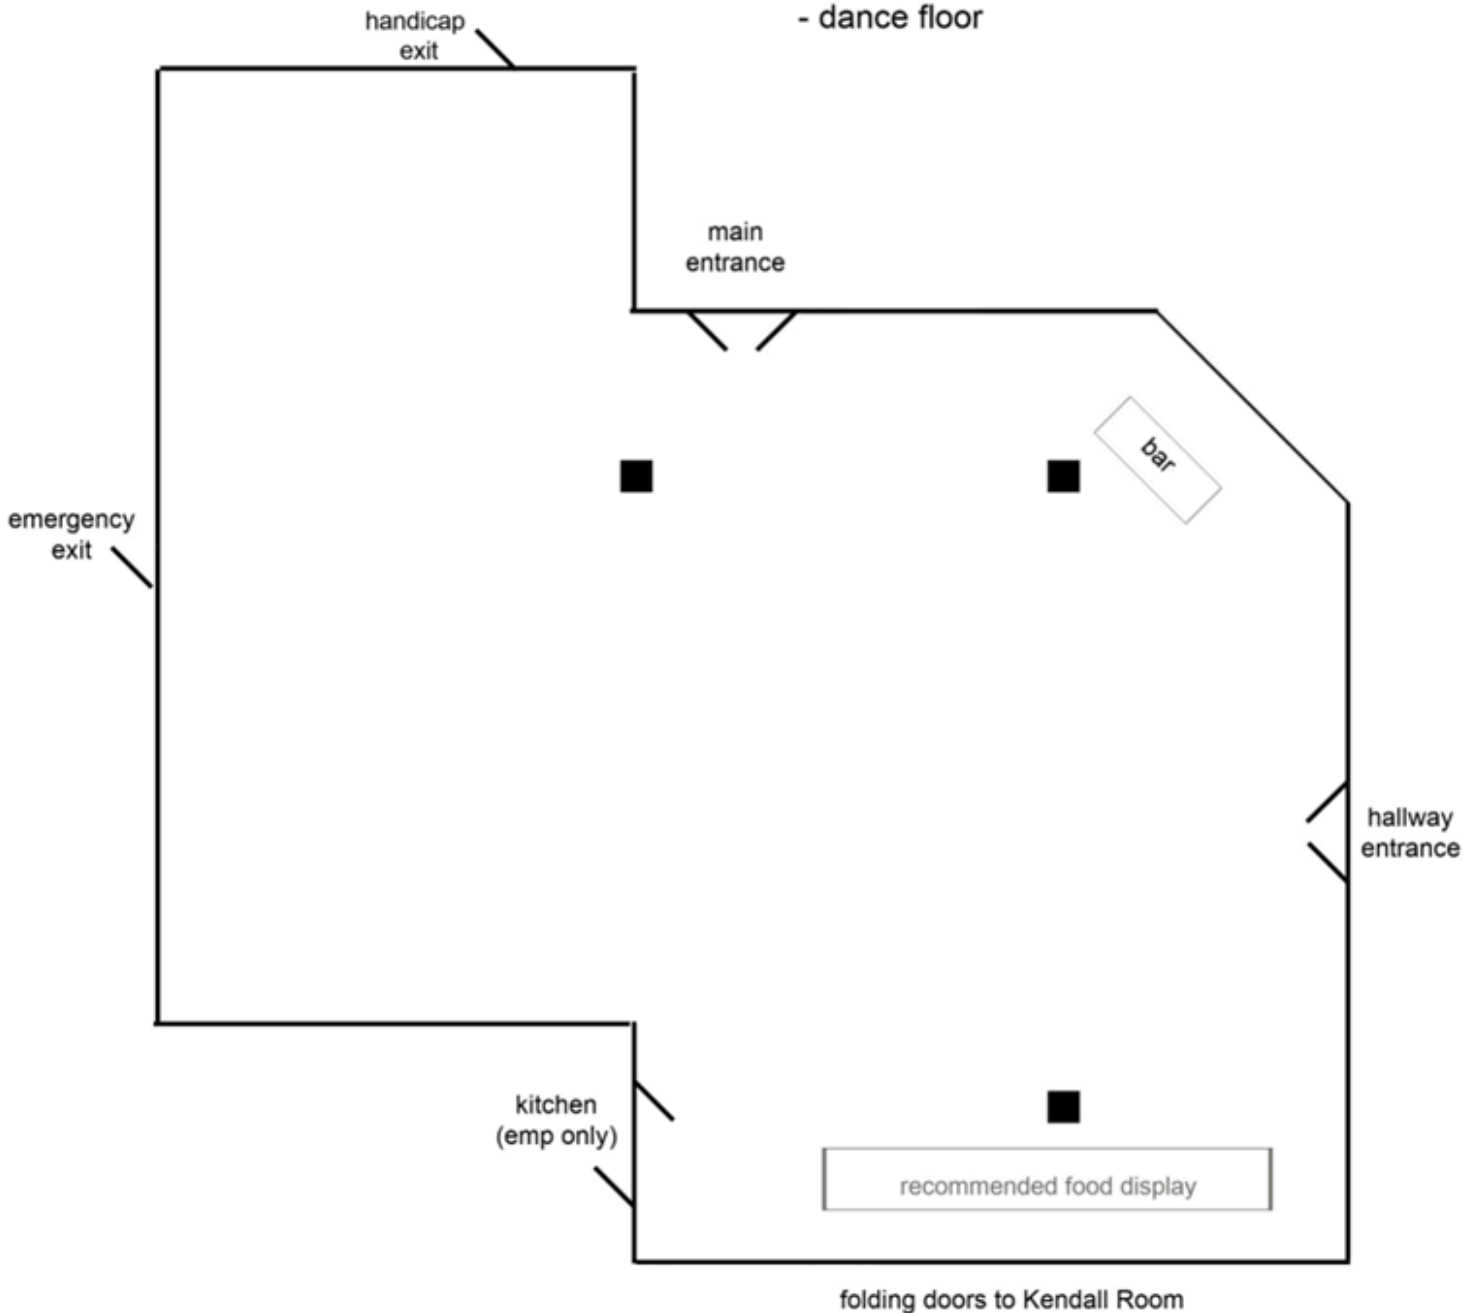 - dance floor
handicap
exit
main
entrance
bar
emergency
exit
hallway
entrance
kitchen
(emp only)
recommended food display
folding doors to Kendall Room